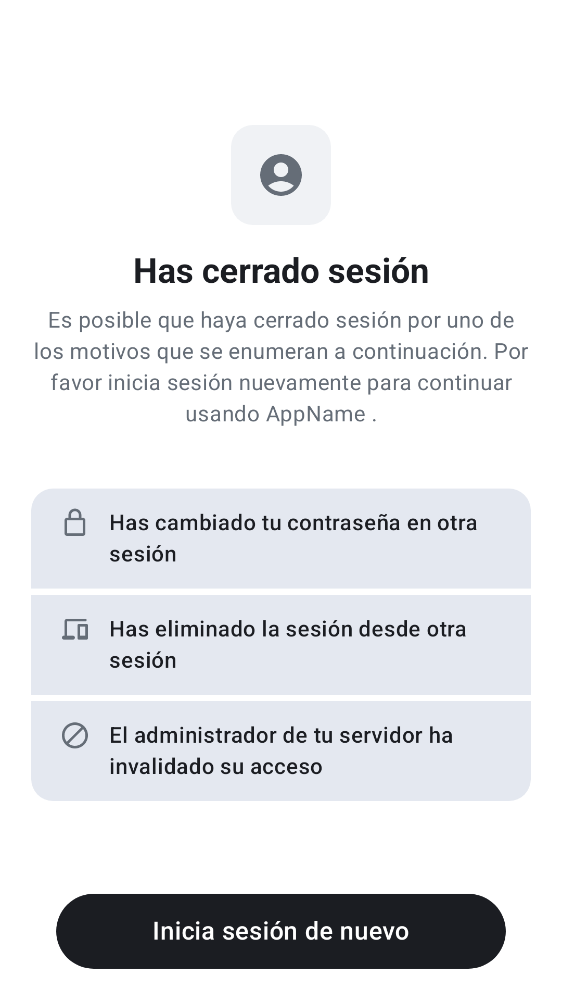 Has cerrado sesión
Es posible que haya cerrado sesión por uno de
los motivos que se enumeran a continuación. Por
favor inicia sesión nuevamente para continuar
usando AppName .
Has cambiado tu contraseña en otra
sesión
Has eliminado la sesión desde otra
sesión
El administrador de tu servidor ha
invalidado su acceso
Inicia sesión de nuevo